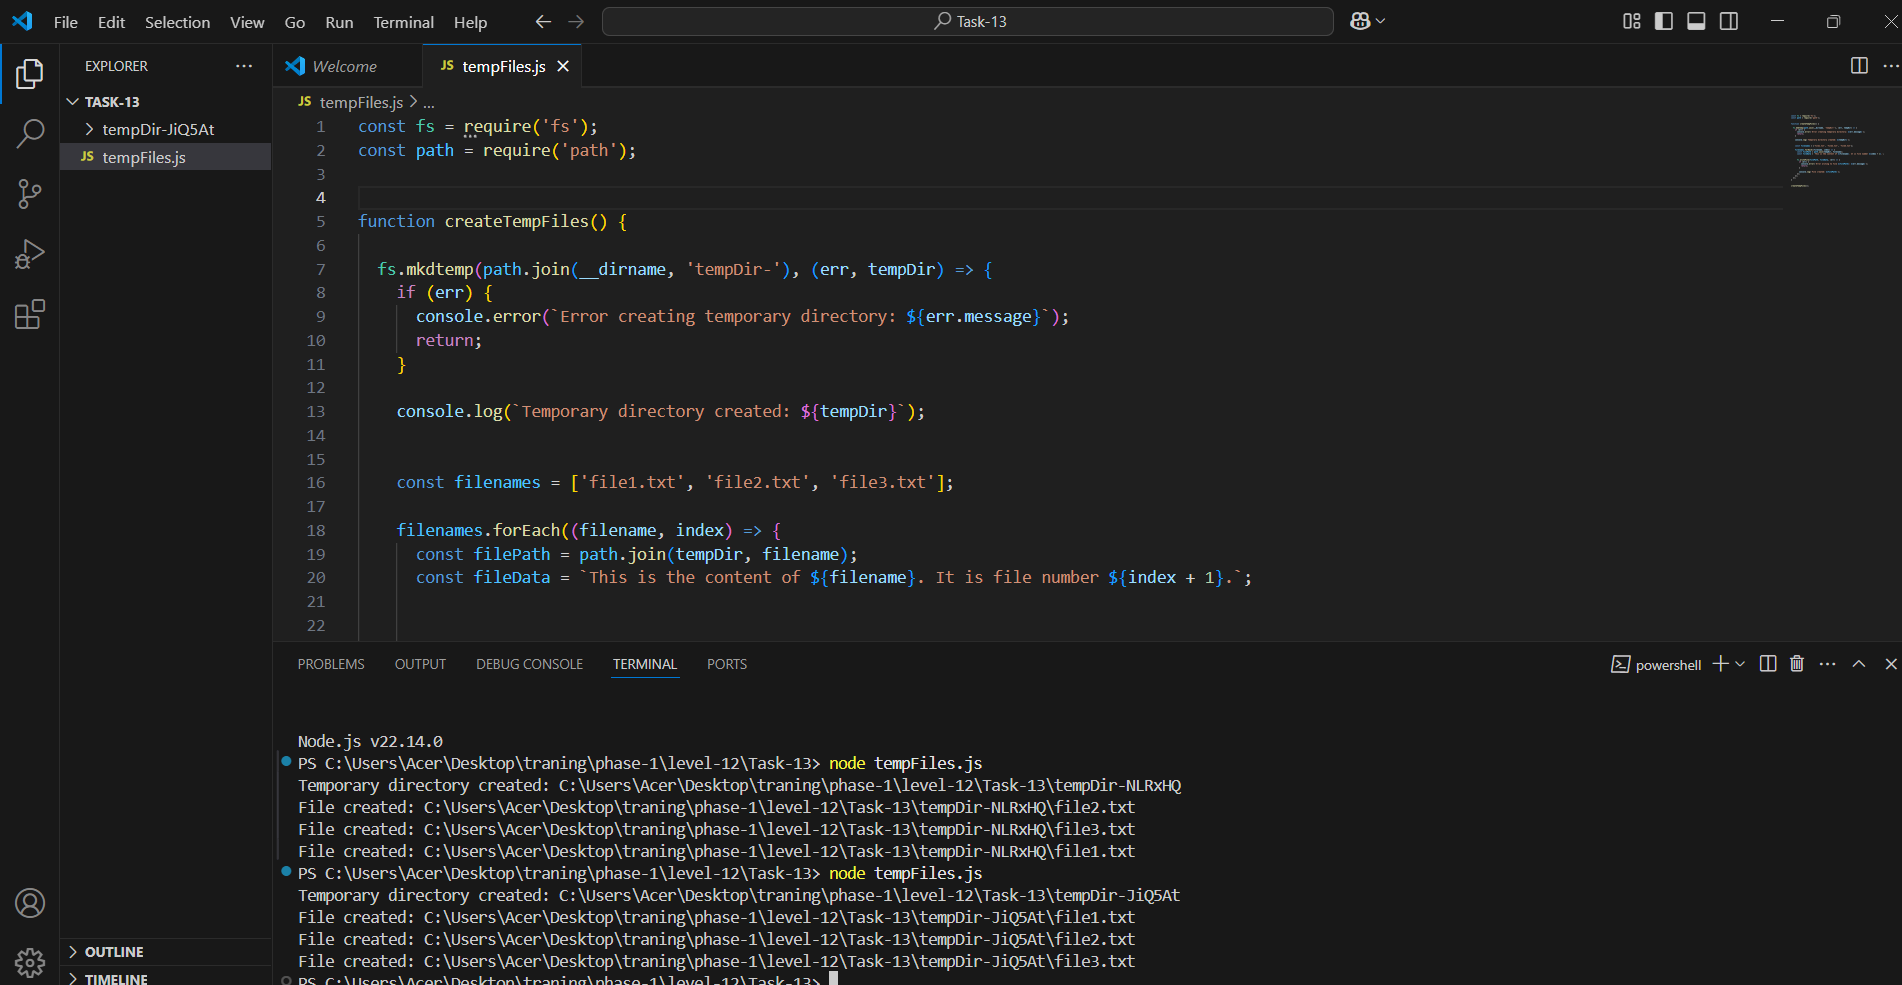 File Edit Selection View Go Run Terminal Help
Task-13
EXPLORER
TASK-13
tempDir-JiQ5At
JS tempFiles.js
Welcome
JS tempFiles.js
JS tempFiles.js > ...
1 const fs = require('fs');
2 const path = require('path');
3
4
5 function createTempFiles() {
6
7 fs.mkdtemp(path.join(__dirname, 'tempDir-'), (err, tempDir) => {
8 if (err) {
9 console.error(`Error creating temporary directory: ${err.message}`);
10 return;
11 }
12
13 console.log(`Temporary directory created: ${tempDir}`);
14
15
16 const filenames = ['file1.txt', 'file2.txt', 'file3.txt'];
17
18 filenames.forEach((filename, index) => {
19 const filePath = path.join(tempDir, filename);
20 const fileData = `This is the content of ${filename}. It is file number ${index + 1}.`;
21
22
PROBLEMS OUTPUT DEBUG CONSOLE TERMINAL PORTS
powershell
Node.js v22.14.0
PS C:\Users\Acer\Desktop\traning\phase-1\level-12\Task-13> node tempFiles.js
Temporary directory created: C:\Users\Acer\Desktop\traning\phase-1\level-12\Task-13\tempDir-NLRxHQ
File created: C:\Users\Acer\Desktop\traning\phase-1\level-12\Task-13\tempDir-NLRxHQ\file2.txt
File created: C:\Users\Acer\Desktop\traning\phase-1\level-12\Task-13\tempDir-NLRxHQ\file3.txt
File created: C:\Users\Acer\Desktop\traning\phase-1\level-12\Task-13\tempDir-NLRxHQ\file1.txt
PS C:\Users\Acer\Desktop\traning\phase-1\level-12\Task-13> node tempFiles.js
Temporary directory created: C:\Users\Acer\Desktop\traning\phase-1\level-12\Task-13\tempDir-JiQ5At
File created: C:\Users\Acer\Desktop\traning\phase-1\level-12\Task-13\tempDir-JiQ5At\file1.txt
File created: C:\Users\Acer\Desktop\traning\phase-1\level-12\Task-13\tempDir-JiQ5At\file2.txt
File created: C:\Users\Acer\Desktop\traning\phase-1\level-12\Task-13\tempDir-JiQ5At\file3.txt
PS C:\Users\Acer\Desktop\traning\phase-1\level-12\Task-13>
OUTLINE
TIMELINE